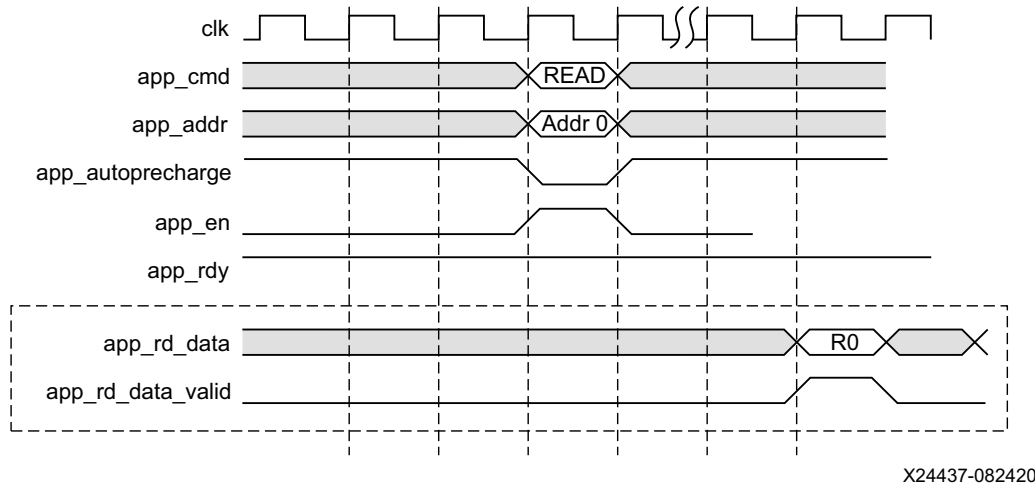 clk
app_cmd
READ
app_addr
Addr 0
app_autoprecharge
app_en
app_rdy
app_rd_data
R0
app_rd_data_valid
X24437-082420